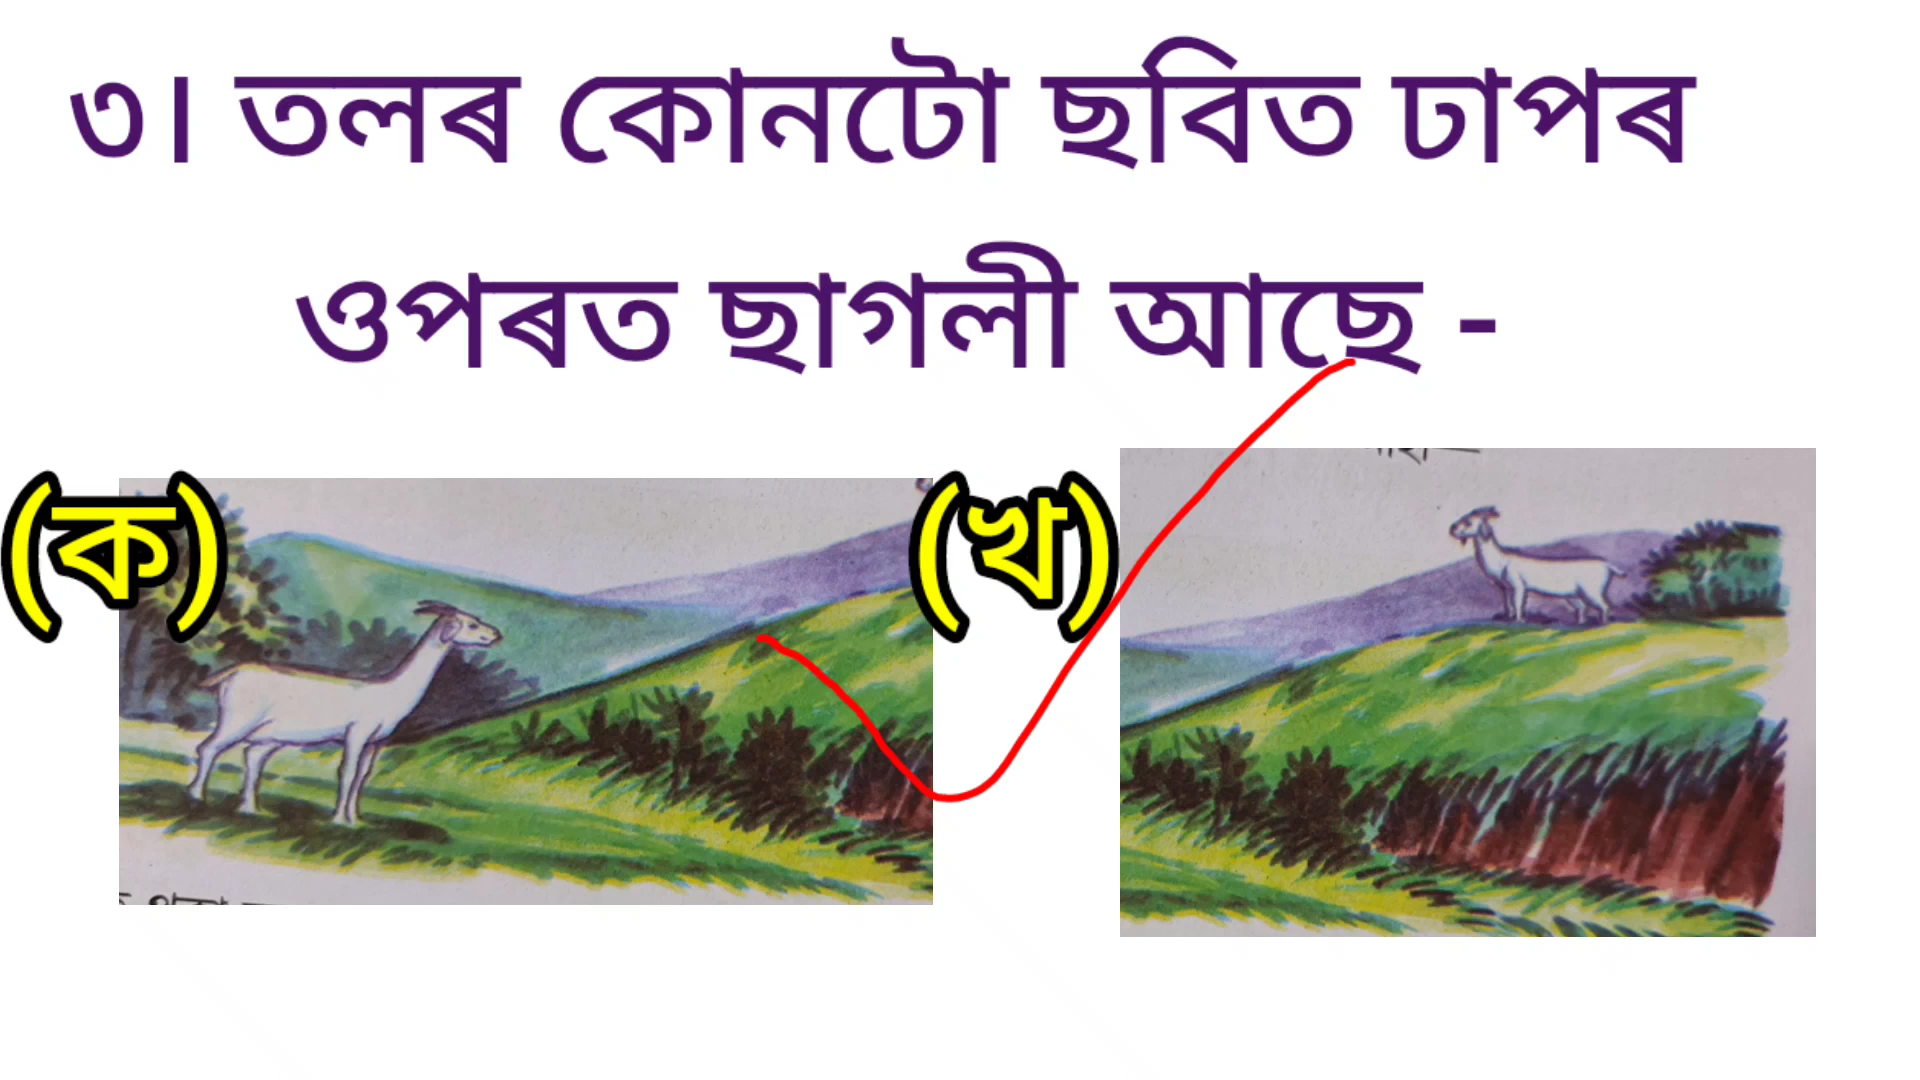 ৩। তলৰ কোনটো ছবিত ঢাপৰ
ওপৰত ছাগলী আছে -
(ক)
(খ)